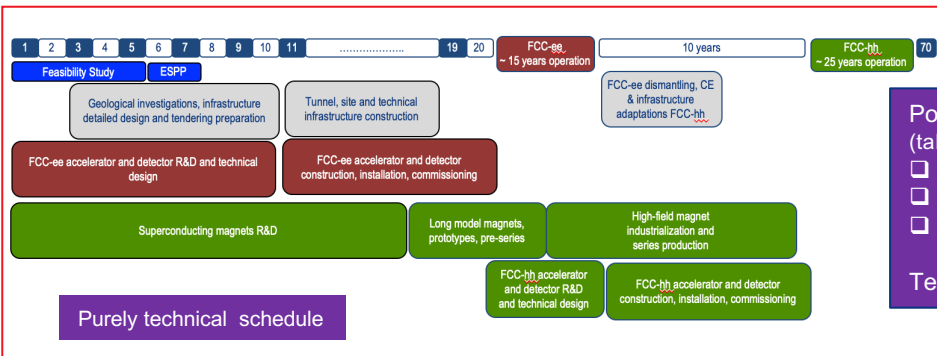 1 2 3 4 5 6 7 8 9 10 11 ................... 19 20
FCC-ee
~ 15 years operation
10 years
FCC-hh
~ 25 years operation
70
Feasibility Study
ESPP
Geological investigations, infrastructure
detailed design and tendering preparation
Tunnel, site and technical
infrastructure construction
FCC-ee dismantling, CE
& infrastructure
adaptations FCC-hh
FCC-ee accelerator and detector R&D and technical
design
FCC-ee accelerator and detector
construction, installation, commissioning
Superconducting magnets R&D
Long model magnets,
prototypes, pre-series
High-field magnet
industrialization and
series production
FCC-hh accelerator
and detector R&D
and technical design
FCC-hh accelerator and detector
construction, installation, commissioning
Purely technical schedule
Po
(tal
Te